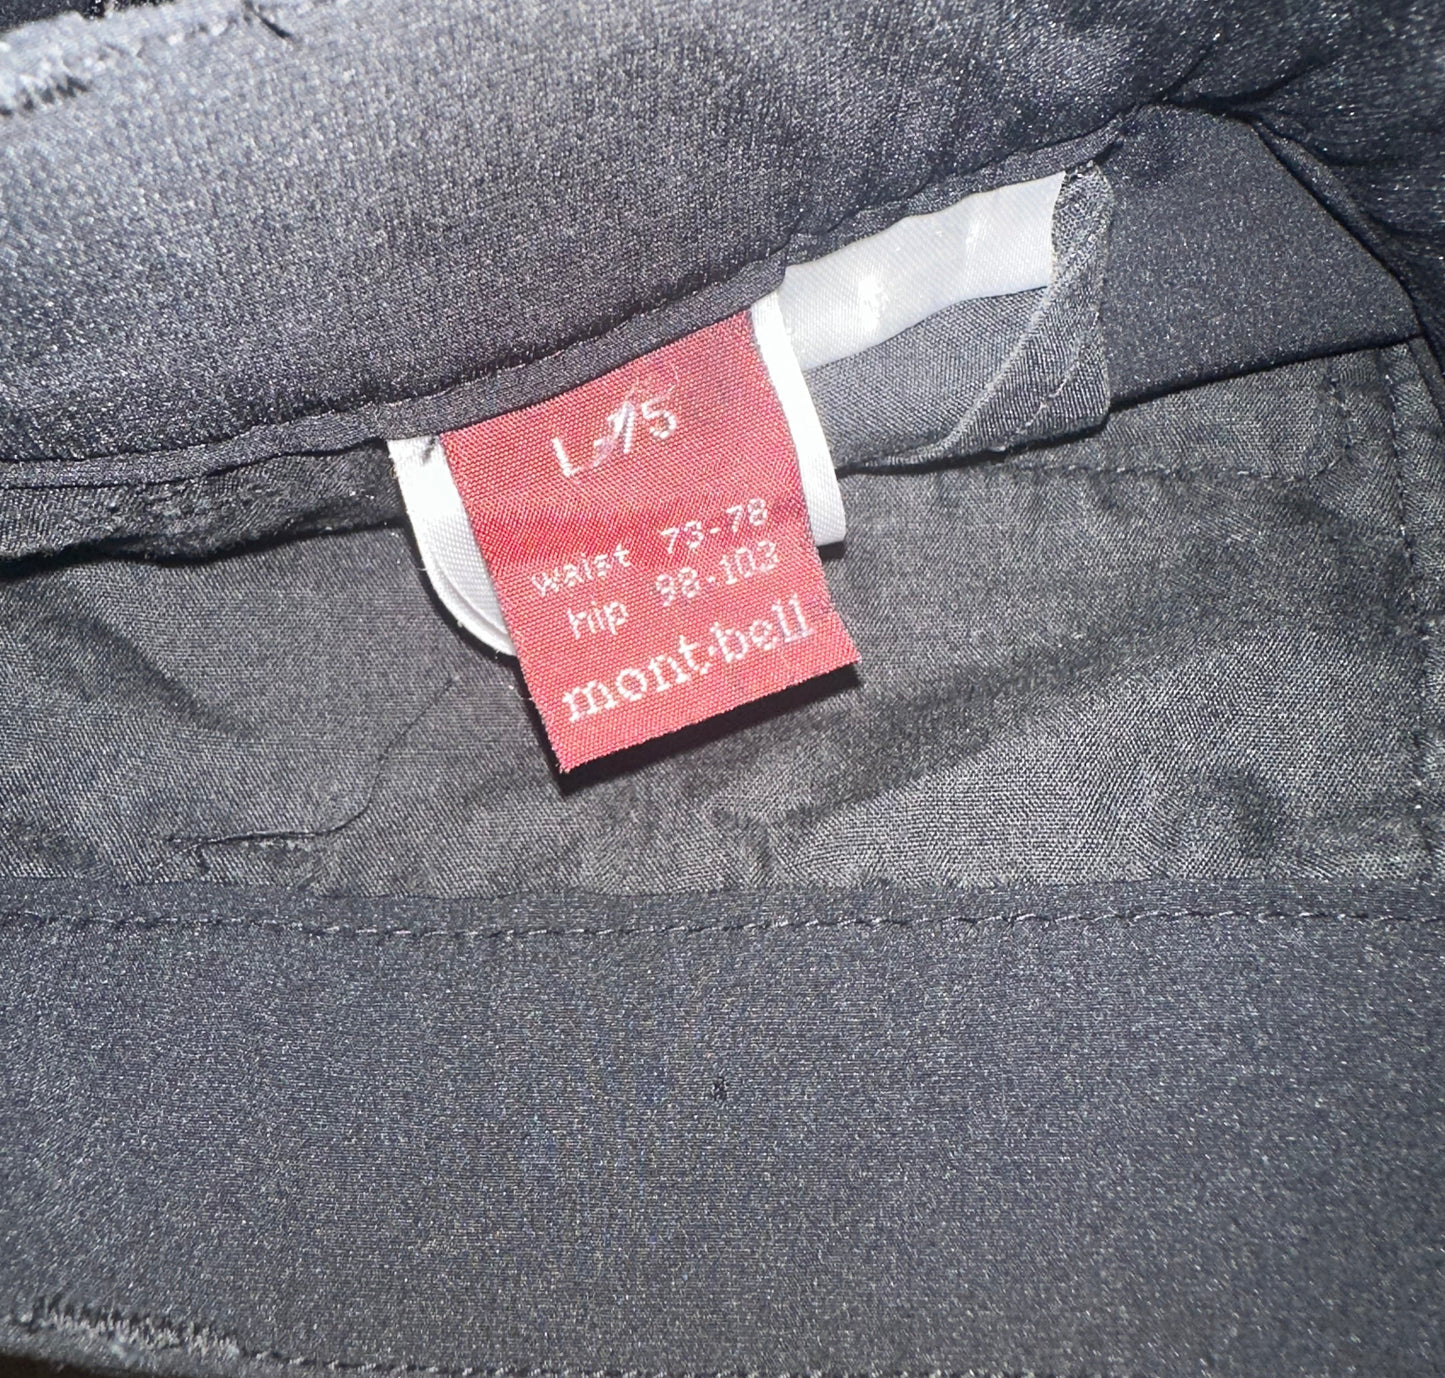 L 75
waist 73-78
hip 98-103
mont·bell